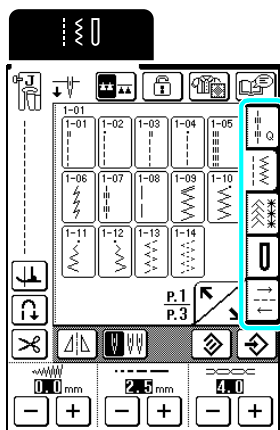 J
1-01
1-01 1-02 1-03 1-04 1-05
Q
1-06 1-07 1-08 1-09 1-10
1-11 1-12 1-13 1-14
P.1
P.3
0.0 mm 2.5 mm 4.0
− + − + − +